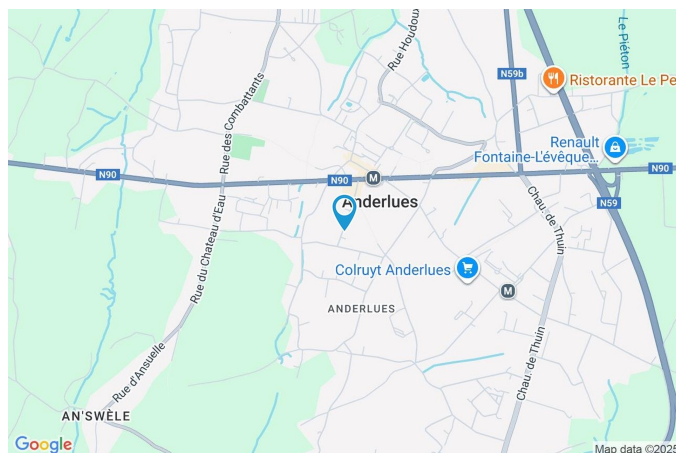 Rue Houdoux
Le Piéton
N59b
Ristorante Le Pe
Rue des Combattants
Renault
Fontaine-L'évêque...
N90
N90
M
N90
Anderlues
N59
Rue du Chateau d'Eau
Chau. de Thuin
Colruyt Anderlues
M
ANDERLUES
Rue d'Ansuelle
Chau. de Thuin
AN'SWÈLE
Google
Map data ©2025